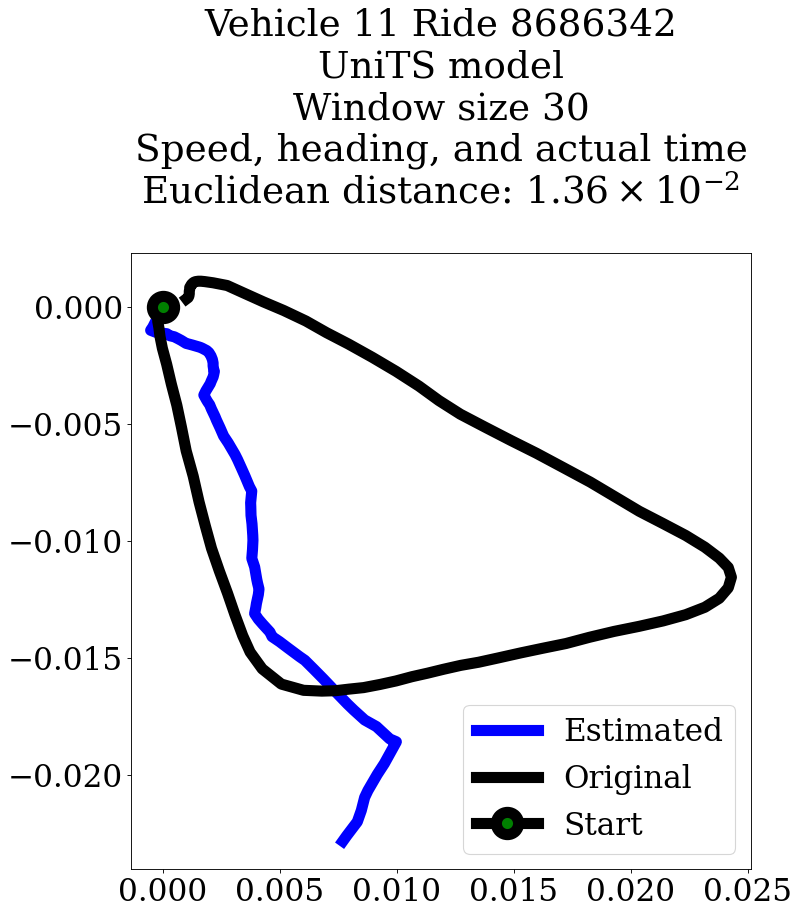 Vehicle 11 Ride 8686342
UniTS model
Window size 30
Speed, heading, and actual time
Euclidean distance: 1.36 × 10⁻²
0.000
−0.005
−0.010
−0.015
−0.020
Estimated
Original
Start
0.000 0.005 0.010 0.015 0.020 0.025